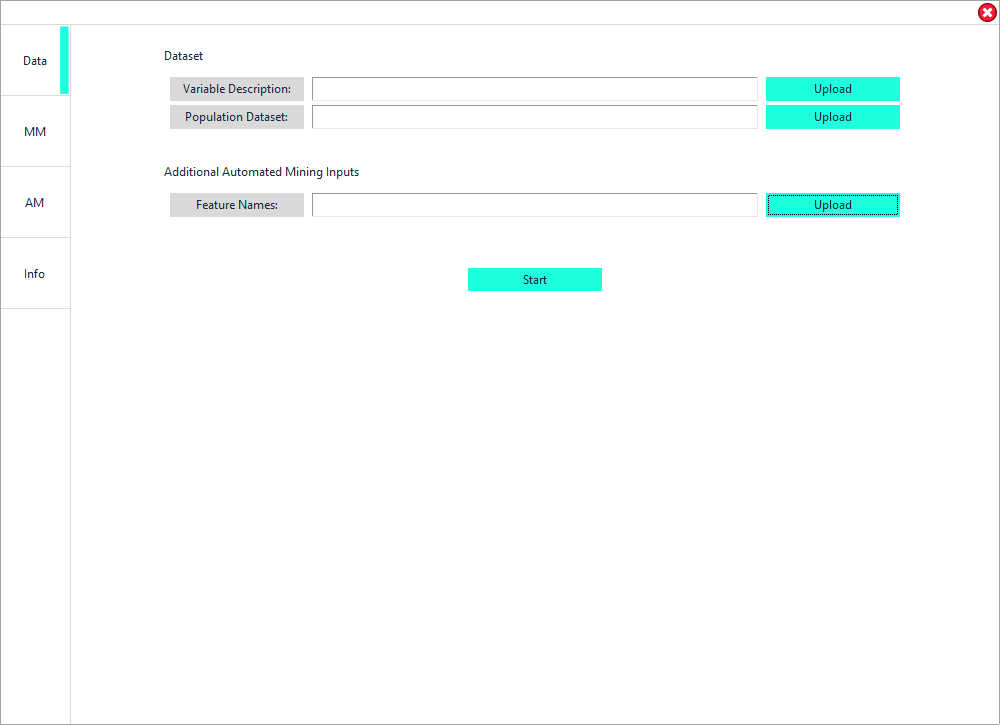 Data
MM
AM
Info
Dataset
Variable Description:
Upload
Population Dataset:
Upload
Additional Automated Mining Inputs
Feature Names:
Upload
Start